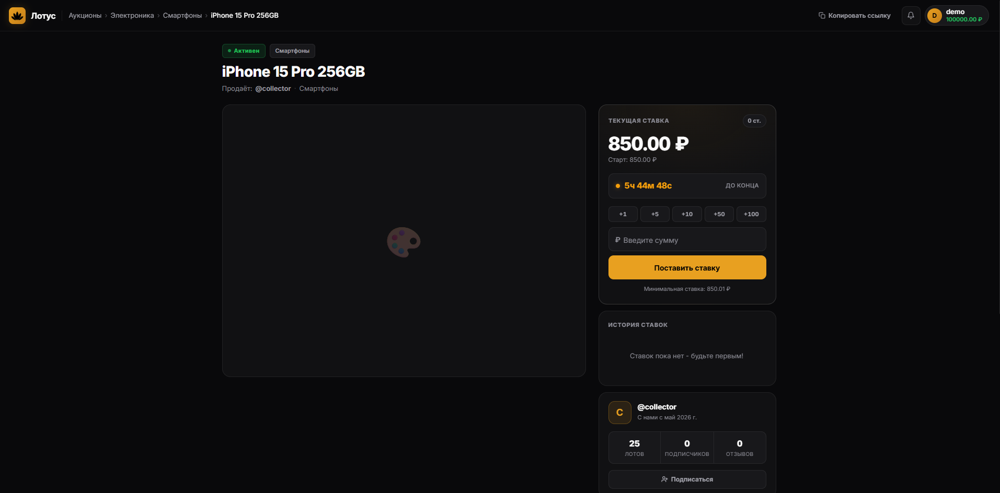 Лотус
Аукционы › Электроника › Смартфоны › iPhone 15 Pro 256GB
Копировать ссылку
D
demo
100000.00 ₽
Активен
Смартфоны
iPhone 15 Pro 256GB
Продаёт: @collector · Смартфоны
ТЕКУЩАЯ СТАВКА
0 ст.
850.00 ₽
Старт: 850.00 ₽
5ч 44м 48с
ДО КОНЦА
+1
+5
+10
+50
+100
₽ Введите сумму
Поставить ставку
Минимальная ставка: 850.01 ₽
ИСТОРИЯ СТАВОК
Ставок пока нет - будьте первым!
C
@collector
С нами с май 2026 г.
25
ЛОТОВ
0
ПОДПИСЧИКОВ
0
ОТЗЫВОВ
Подписаться